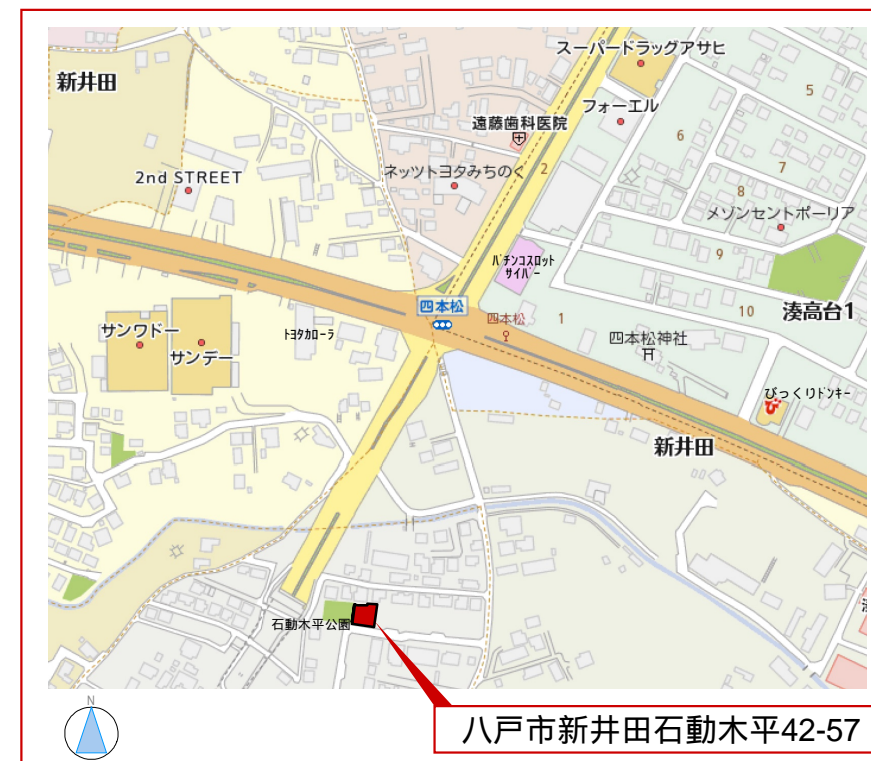 スーパードラッグアサヒ
新井田
5
フォーエル
遠藤歯科医院
6
2
7
ネッツトヨタみちのく
2nd STREET
8
メゾンセントポーリア
9
パチンコスロット
サイバー
四本松
10
湊高台1
サンワドー
トヨタカローラ
四本松
1
四本松神社
サンデー
びっくりドンキー
新井田
石動木平公園
N
八戸市新井田石動木平42-57